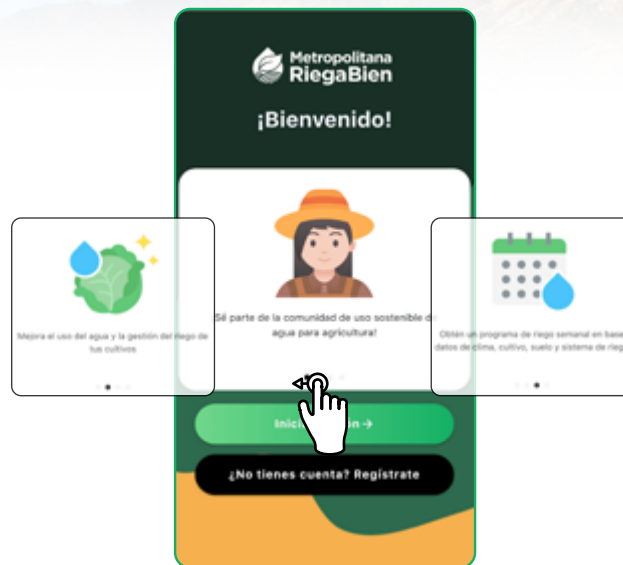 Metropolitana
RiegaBien
¡Bienvenido!
Mejora el uso del agua y la gestión del riego de
tus cultivos
Sé parte de la comunidad de uso sostenible
agua para agricultura!
Obtén un programa de riego semanal en base
datos de clima, cultivo, suelo y sistema de
¿No tienes cuenta? Regístrate